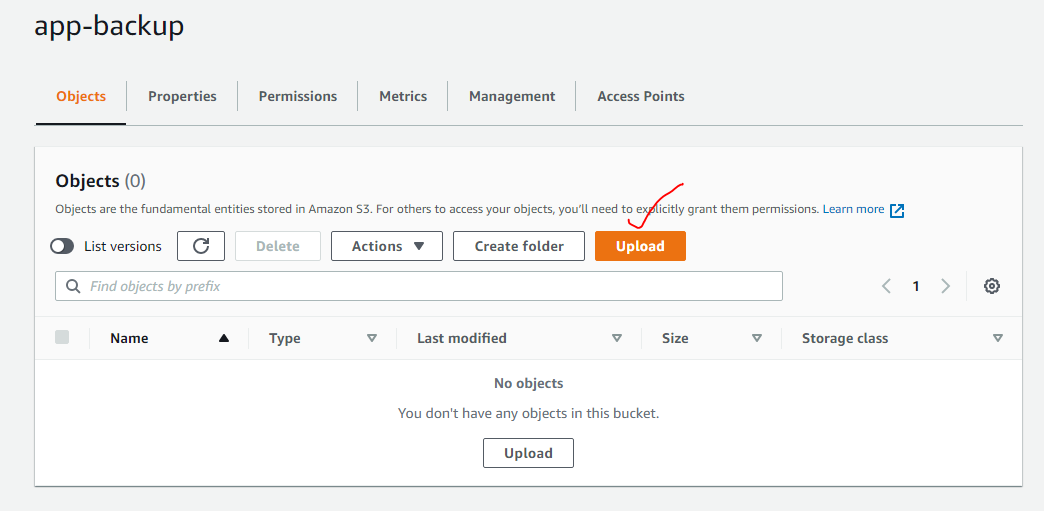 app-backup
Objects Properties Permissions Metrics Management Access Points
Objects (0)
Objects are the fundamental entities stored in Amazon S3. For others to access your objects, you'll need to explicitly grant them permissions. Learn more
List versions Delete Actions Create folder Upload
Find objects by prefix 1
Name Type Last modified Size Storage class
No objects
You don't have any objects in this bucket.
Upload